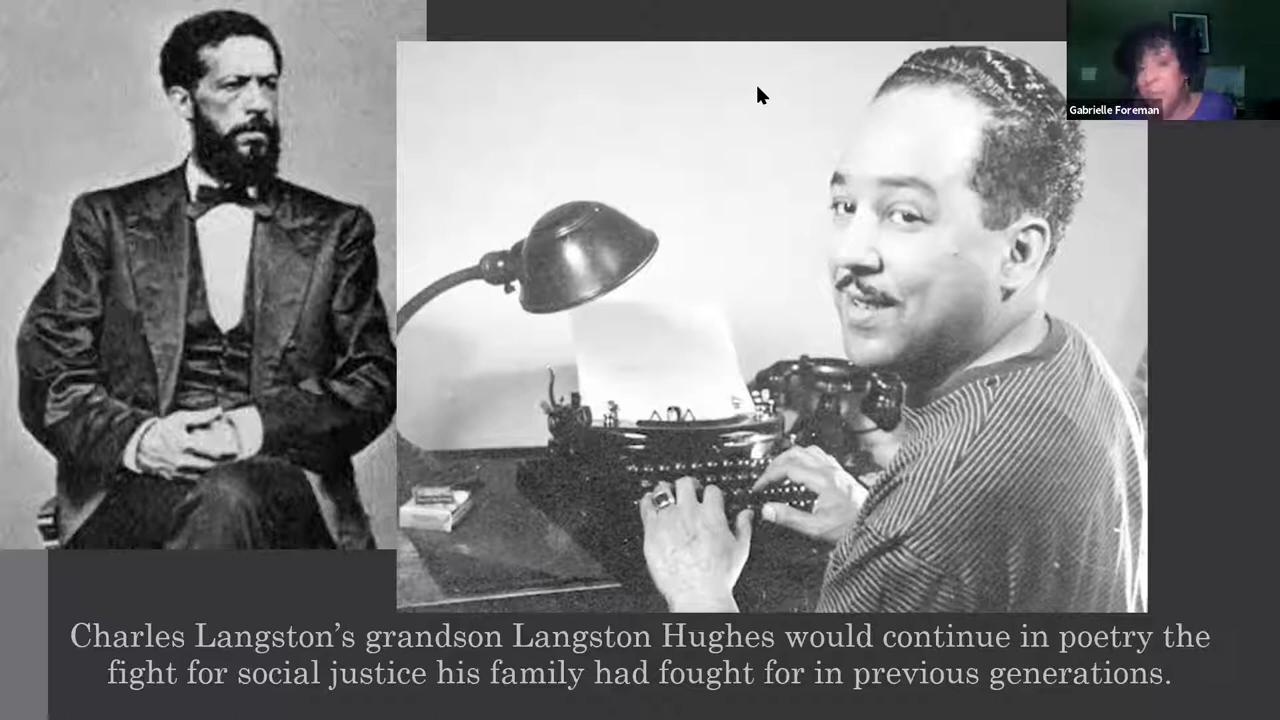 Gabrielle Foreman
Charles Langston’s grandson Langston Hughes would continue in poetry the
fight for social justice his family had fought for in previous generations.